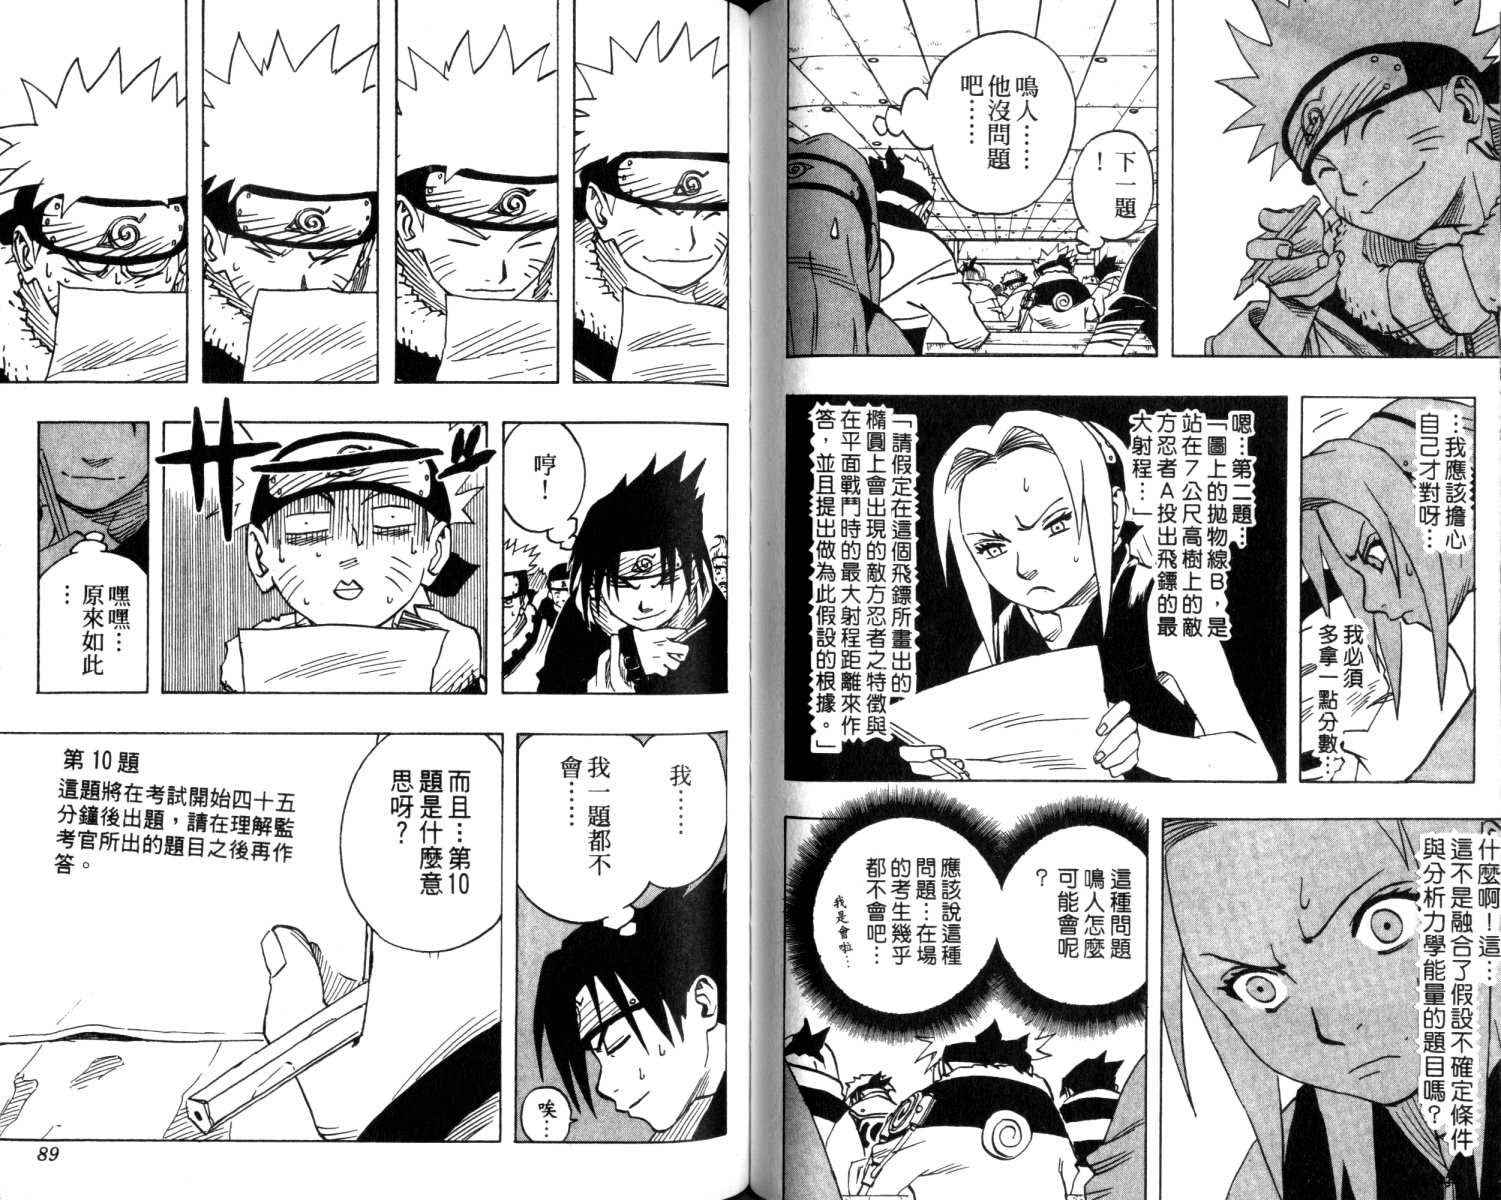 鳴人……
他沒問題
吧……
下一題
！
…我應該擔心
自己才對呀…
我必須
多拿一點分數…
嗯…第二題…
「圖上的拋物線B，是
站在7公尺高樹上的敵
方忍者A投出飛鏢的最
大射程…」
「請假定在這個飛鏢所畫出的
橢圓上會出現的敵方忍者之特徵與
在平面戰鬥時的最大射程距離來作
答，並且提出做為此假設的根據。」
什麼啊！這…
這不是融合了假設不確定條件
與分析力學能量的題目嗎？
這種問題
鳴人怎麼
可能會呢
？
應該說這種
問題…在場
的考生幾乎
都不會吧…
我是會啦…
哼！
嘿嘿…
原來如此
…
我……
我一題都不
會……
唉…
而且…第10
題是什麼意
思呀？
第10題
這題將在考試開始四十五
分鐘後出題，請在理解監
考官所出的題目之後再作
答。
89